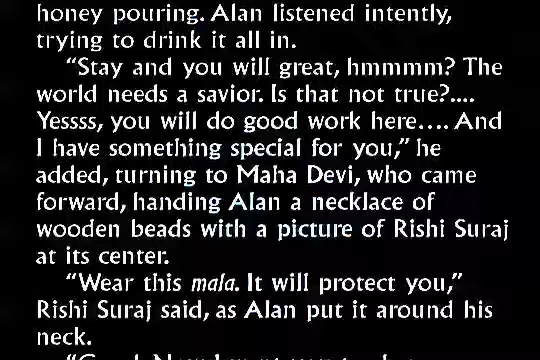 honey pouring. Alan listened intently,
trying to drink it all in.
“Stay and you will great, hmmmm? The
world needs a savior. Is that not true?....
Yessss, you will do good work here.... And
I have something special for you,” he
added, turning to Maha Devi, who came
forward, handing Alan a necklace of
wooden beads with a picture of Rishi Suraj
at its center.
“Wear this mala. It will protect you,”
Rishi Suraj said, as Alan put it around his
neck.